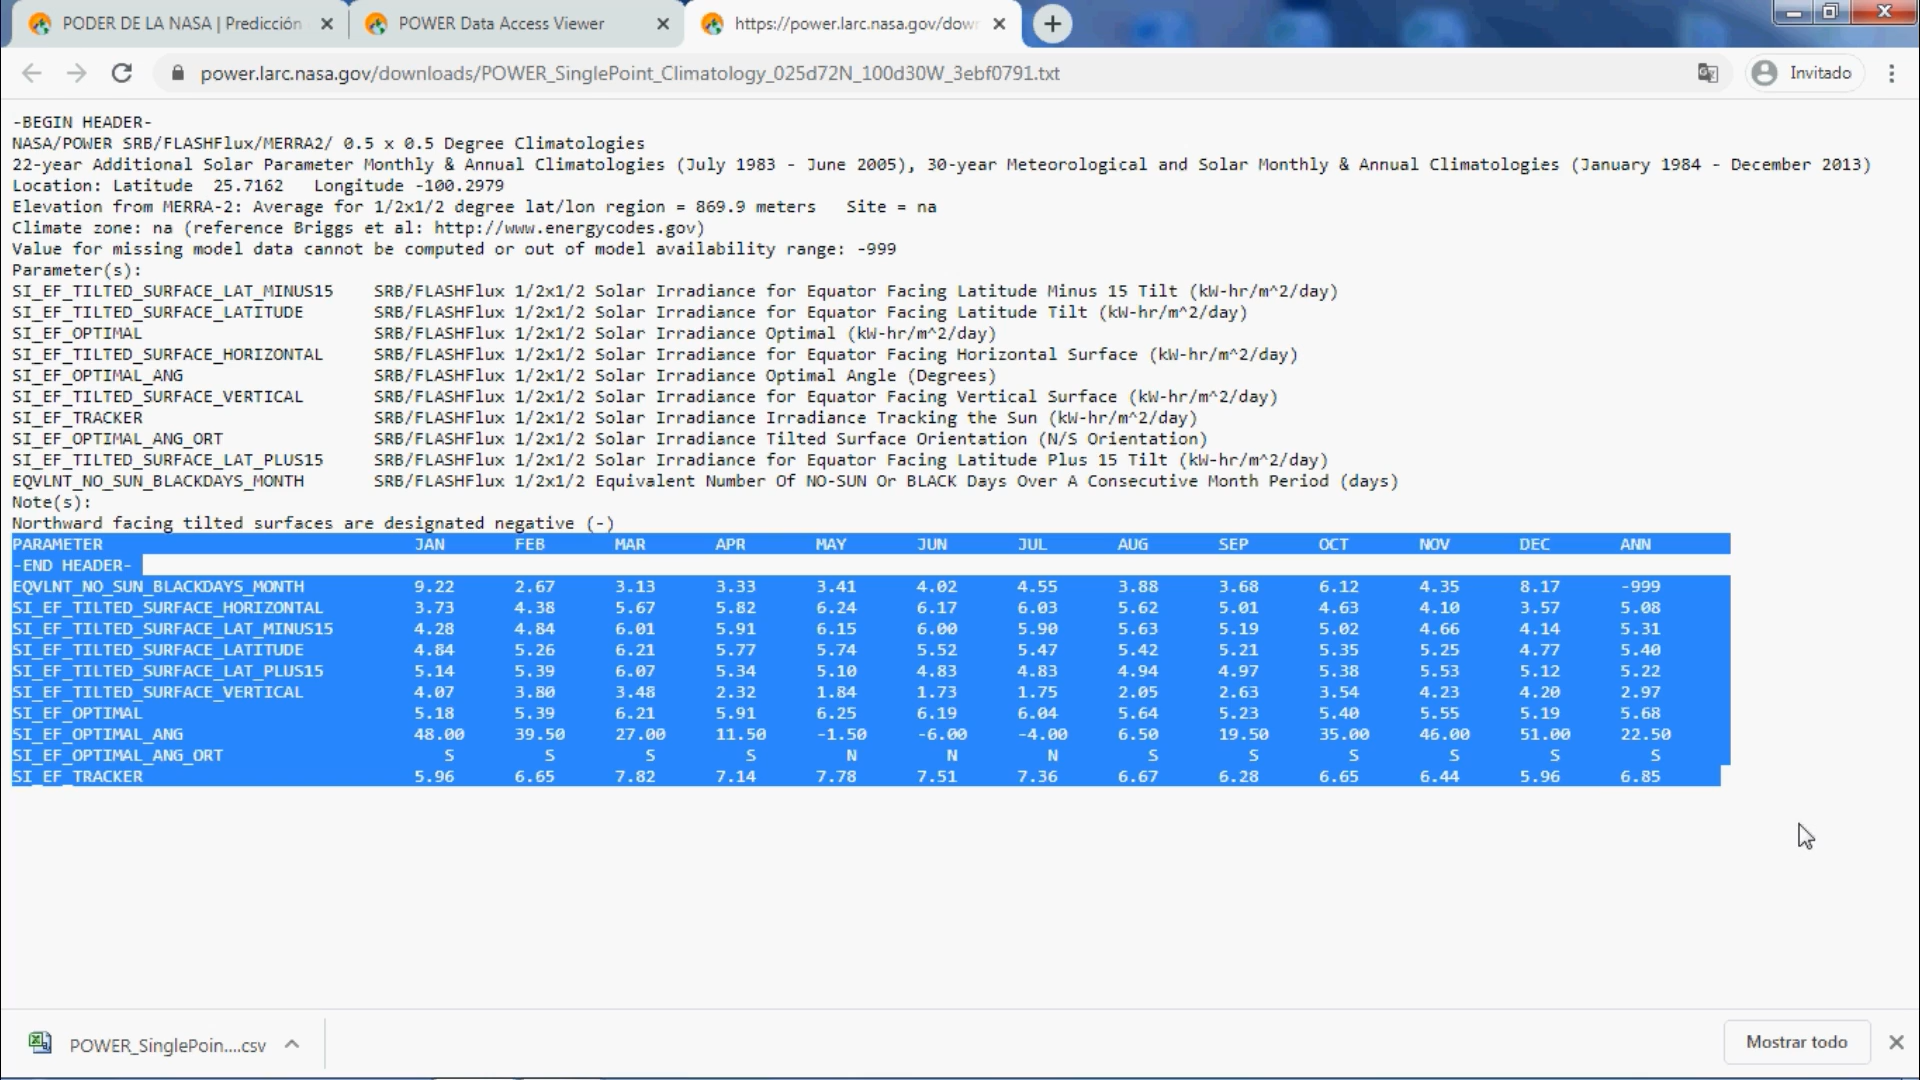 PODER DE LA NASA | Predicción
POWER Data Access Viewer
https://power.larc.nasa.gov/dow
power.larc.nasa.gov/downloads/POWER_SinglePoint_Climatology_025d72N_100d30W_3ebf0791.txt
Invitado
-BEGIN HEADER-
NASA/POWER SRB/FLASHFlux/MERRA2/ 0.5 x 0.5 Degree Climatologies
22-year Additional Solar Parameter Monthly & Annual Climatologies (July 1983 - June 2005), 30-year Meteorological and Solar Monthly & Annual Climatologies (January 1984 - December 2013)
Location: Latitude 25.7162 Longitude -100.2979
Elevation from MERRA-2: Average for 1/2x1/2 degree lat/lon region = 869.9 meters Site = na
Climate zone: na (reference Briggs et al: http://www.energycodes.gov)
Value for missing model data cannot be computed or out of model availability range: -999
Parameter(s):
SI_EF_TILTED_SURFACE_LAT_MINUS15 SRB/FLASHFlux 1/2x1/2 Solar Irradiance for Equator Facing Latitude Minus 15 Tilt (kW-hr/m^2/day)
SI_EF_TILTED_SURFACE_LATITUDE SRB/FLASHFlux 1/2x1/2 Solar Irradiance for Equator Facing Latitude Tilt (kW-hr/m^2/day)
SI_EF_OPTIMAL SRB/FLASHFlux 1/2x1/2 Solar Irradiance Optimal (kW-hr/m^2/day)
SI_EF_TILTED_SURFACE_HORIZONTAL SRB/FLASHFlux 1/2x1/2 Solar Irradiance for Equator Facing Horizontal Surface (kW-hr/m^2/day)
SI_EF_OPTIMAL_ANG SRB/FLASHFlux 1/2x1/2 Solar Irradiance Optimal Angle (Degrees)
SI_EF_TILTED_SURFACE_VERTICAL SRB/FLASHFlux 1/2x1/2 Solar Irradiance for Equator Facing Vertical Surface (kW-hr/m^2/day)
SI_EF_TRACKER SRB/FLASHFlux 1/2x1/2 Solar Irradiance Irradiance Tracking the Sun (kW-hr/m^2/day)
SI_EF_OPTIMAL_ANG_ORT SRB/FLASHFlux 1/2x1/2 Solar Irradiance Tilted Surface Orientation (N/S Orientation)
SI_EF_TILTED_SURFACE_LAT_PLUS15 SRB/FLASHFlux 1/2x1/2 Solar Irradiance for Equator Facing Latitude Plus 15 Tilt (kW-hr/m^2/day)
EQVLNT_NO_SUN_BLACKDAYS_MONTH SRB/FLASHFlux 1/2x1/2 Equivalent Number Of NO-SUN Or BLACK Days Over A Consecutive Month Period (days)
Note(s):
Northward facing tilted surfaces are designated negative (-)
PARAMETER JAN FEB MAR APR MAY JUN JUL AUG SEP OCT NOV DEC ANN
-END HEADER-
EQVLNT_NO_SUN_BLACKDAYS_MONTH 9.22 2.67 3.13 3.33 3.41 4.02 4.55 3.88 3.68 6.12 4.35 8.17 -999
SI_EF_TILTED_SURFACE_HORIZONTAL 3.73 4.38 5.67 5.82 6.24 6.17 6.03 5.62 5.01 4.63 4.10 3.57 5.08
SI_EF_TILTED_SURFACE_LAT_MINUS15 4.28 4.84 6.01 5.91 6.15 6.00 5.90 5.63 5.19 5.02 4.66 4.14 5.31
SI_EF_TILTED_SURFACE_LATITUDE 4.84 5.26 6.21 5.77 5.74 5.52 5.47 5.42 5.21 5.35 5.25 4.77 5.40
SI_EF_TILTED_SURFACE_LAT_PLUS15 5.14 5.39 6.07 5.34 5.10 4.83 4.83 4.94 4.97 5.38 5.53 5.12 5.22
SI_EF_TILTED_SURFACE_VERTICAL 4.07 3.80 3.48 2.32 1.84 1.73 1.75 2.05 2.63 3.54 4.23 4.20 2.97
SI_EF_OPTIMAL 5.18 5.39 6.21 5.91 6.25 6.19 6.04 5.64 5.23 5.40 5.55 5.19 5.68
SI_EF_OPTIMAL_ANG 48.00 39.50 27.00 11.50 -1.50 -6.00 -4.00 6.50 19.50 35.00 46.00 51.00 22.50
SI_EF_OPTIMAL_ANG_ORT S S S S N N N S S S S S S
SI_EF_TRACKER 5.96 6.65 7.82 7.14 7.78 7.51 7.36 6.67 6.28 6.65 6.44 5.96 6.85
POWER_SinglePoin....csv
Mostrar todo